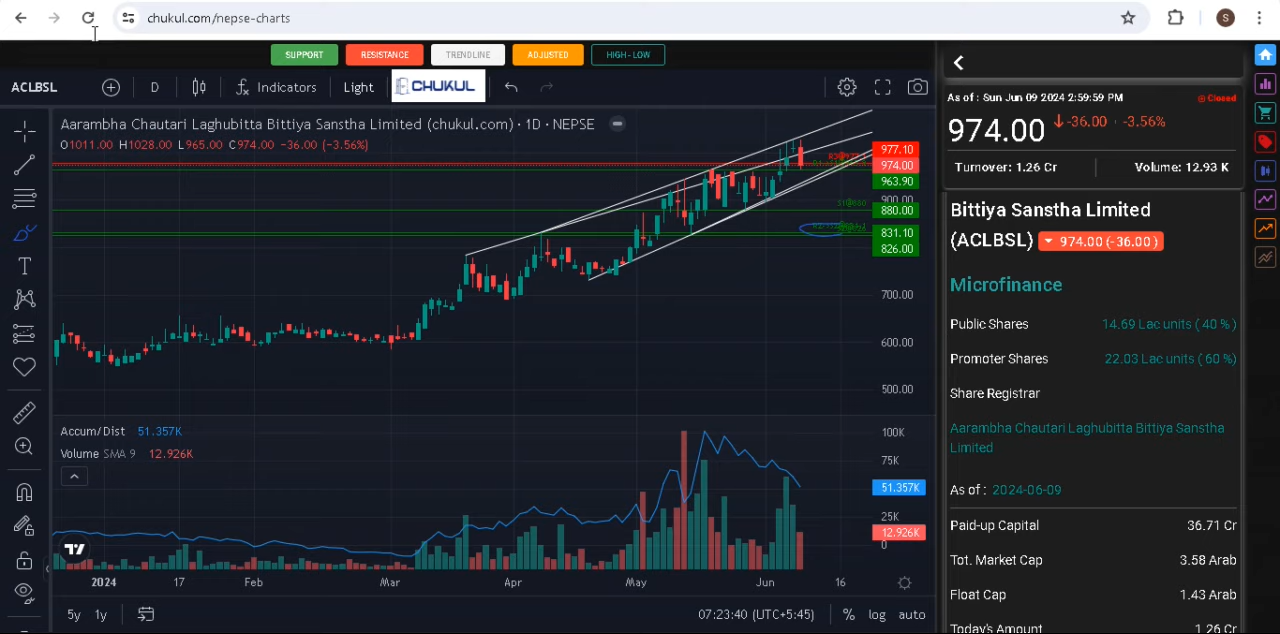 chukul.com/nepse-charts
S
SUPPORT
RESISTANCE
TRENDLINE
ADJUSTED
HIGH-LOW
ACLBSL
D
Indicators
Light
CHUKUL
Aarambha Chautari Laghubitta Bittiya Sanstha Limited (chukul.com) · 1D · NEPSE
O1011.00 H1028.00 L965.00 C974.00 -36.00 (-3.56%)
977.10
974.00
963.90
900.00
880.00
831.10
826.00
700.00
600.00
500.00
Accum/Dist 51.357K
Volume SMA 9 12.926K
100K
75K
51.357K
25K
12.926K
0
2024
17
Feb
Mar
Apr
May
Jun
16
5y
1y
07:23:40 (UTC+5:45)
%
log
auto
As of : Sun Jun 09 2024 2:59:59 PM
Closed
974.00
-36.00
-3.56%
Turnover: 1.26 Cr
Volume: 12.93 K
Bittiya Sanstha Limited
(ACLBSL)
974.00 (-36.00 )
Microfinance
Public Shares
14.69 Lac units ( 40 % )
Promoter Shares
22.03 Lac units ( 60 %)
Share Registrar
Aarambha Chautari Laghubitta Bittiya Sanstha
Limited
As of : 2024-06-09
Paid-up Capital
36.71 Cr
Tot. Market Cap
3.58 Arab
Float Cap
1.43 Arab
Today's Amount
1.26 Cr